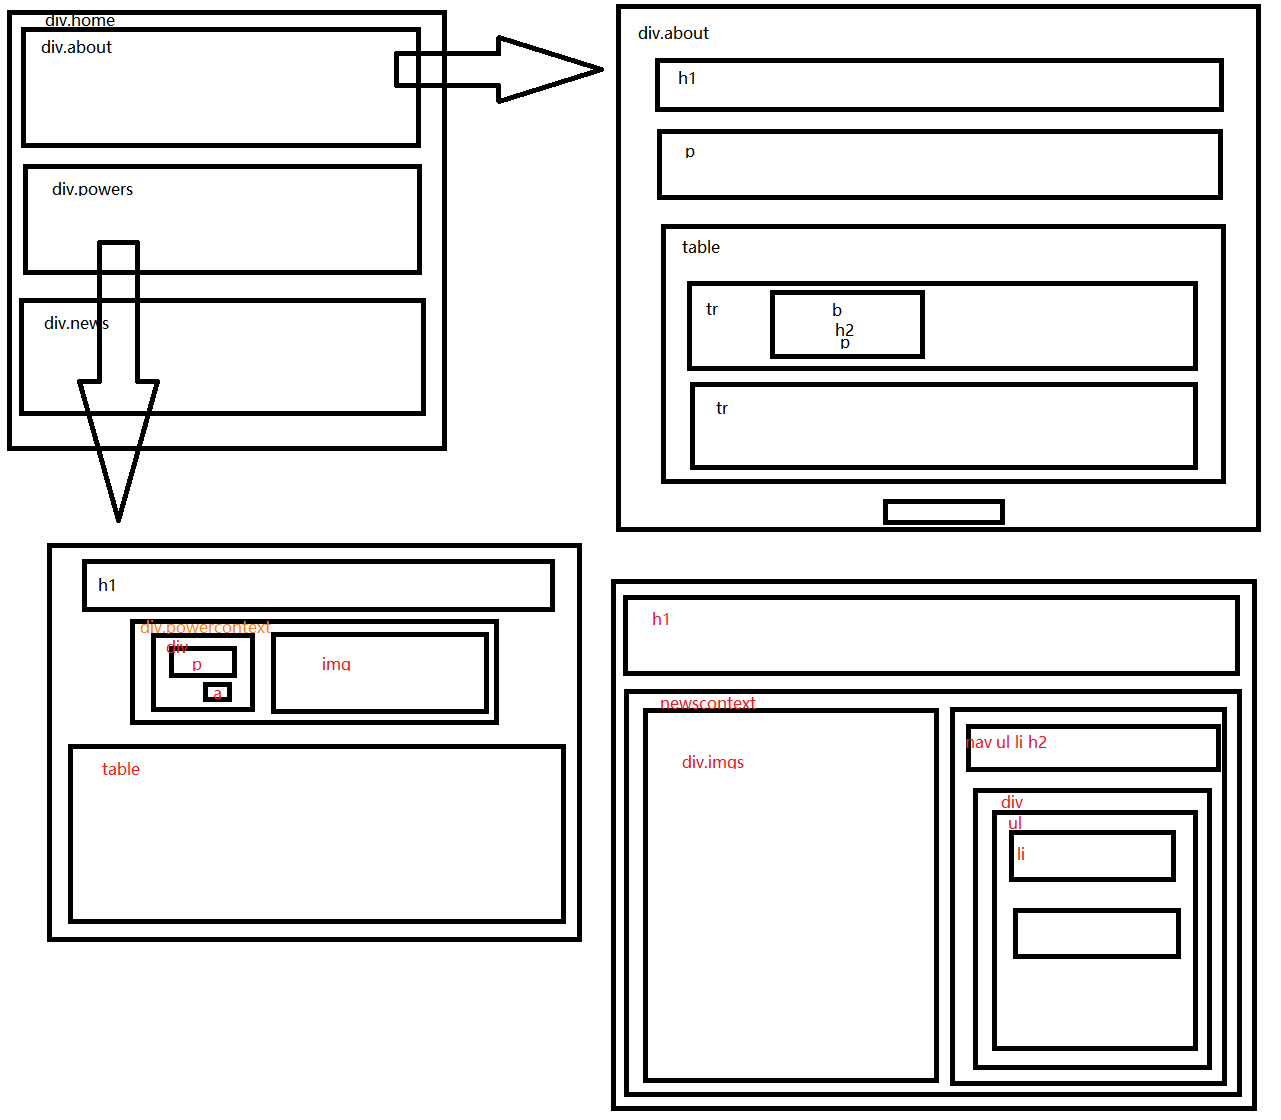 div.home
div.about
div.powers
div.news
div.about
h1
p
table
tr
b
h2
p
tr
h1
div.powercontext
div
p
a
img
table
h1
newscontext
div.imgs
nav ul li h2
div
ul
li